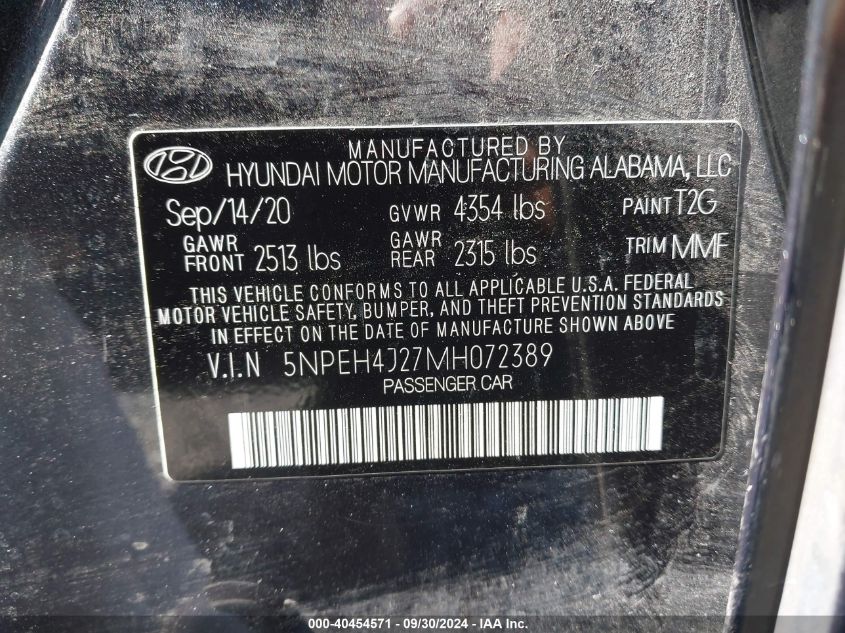 MANUFACTURED BY
HYUNDAI MOTOR MANUFACTURING ALABAMA, LLC
Sep/14/20 GVWR 4354 lbs PAINT T2G
GAWR FRONT 2513 lbs GAWR REAR 2315 lbs TRIM MMF
THIS VEHICLE CONFORMS TO ALL APPLICABLE U.S.A. FEDERAL
MOTOR VEHICLE SAFETY, BUMPER, AND THEFT PREVENTION STANDARDS
IN EFFECT ON THE DATE OF MANUFACTURE SHOWN ABOVE.
V.I.N 5NPEH4J27MH072389
PASSENGER CAR
000-40454571 - 09/30/2024 - IAA, Inc.